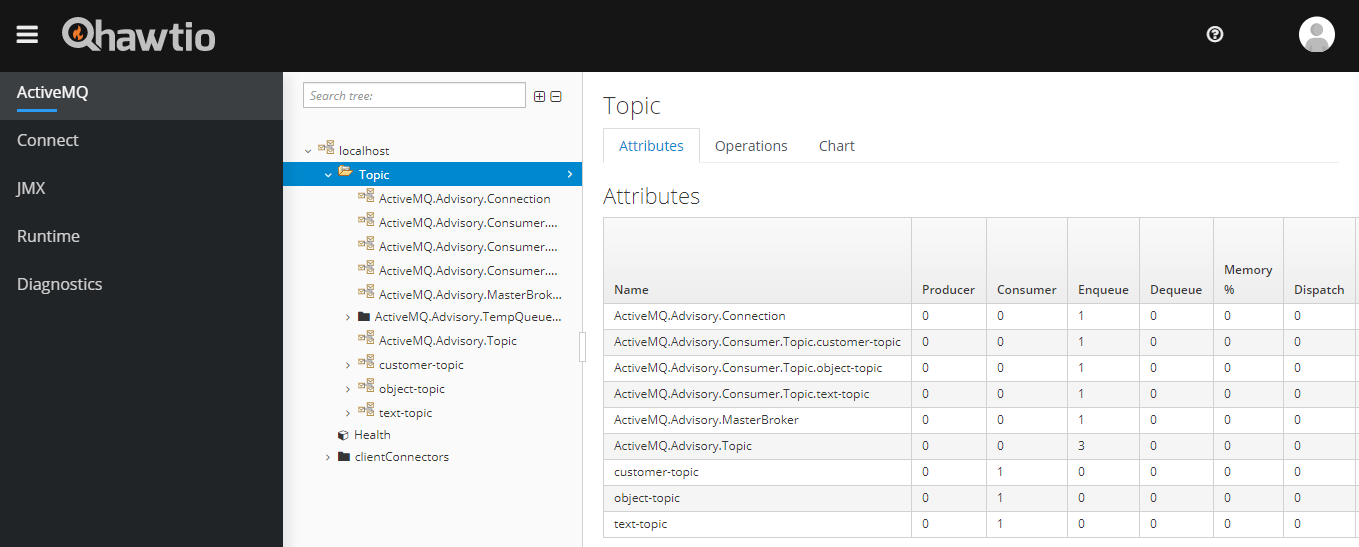 hawtio
ActiveMQ
Connect
JMX
Runtime
Diagnostics
Search tree:
localhost
Topic
ActiveMQ.Advisory.Connection
ActiveMQ.Advisory.Consumer....
ActiveMQ.Advisory.Consumer....
ActiveMQ.Advisory.Consumer....
ActiveMQ.Advisory.MasterBrok...
ActiveMQ.Advisory.TempQueue...
ActiveMQ.Advisory.Topic
customer-topic
object-topic
text-topic
Health
clientConnectors
Topic
Attributes Operations Chart
Attributes
Name Producer Consumer Enqueue Dequeue Memory % Dispatch
ActiveMQ.Advisory.Connection 0 0 1 0 0 0
ActiveMQ.Advisory.Consumer.Topic.customer-topic 0 0 1 0 0 0
ActiveMQ.Advisory.Consumer.Topic.object-topic 0 0 1 0 0 0
ActiveMQ.Advisory.Consumer.Topic.text-topic 0 0 1 0 0 0
ActiveMQ.Advisory.MasterBroker 0 0 1 0 0 0
ActiveMQ.Advisory.Topic 0 0 3 0 0 0
customer-topic 0 1 0 0 0 0
object-topic 0 1 0 0 0 0
text-topic 0 1 0 0 0 0